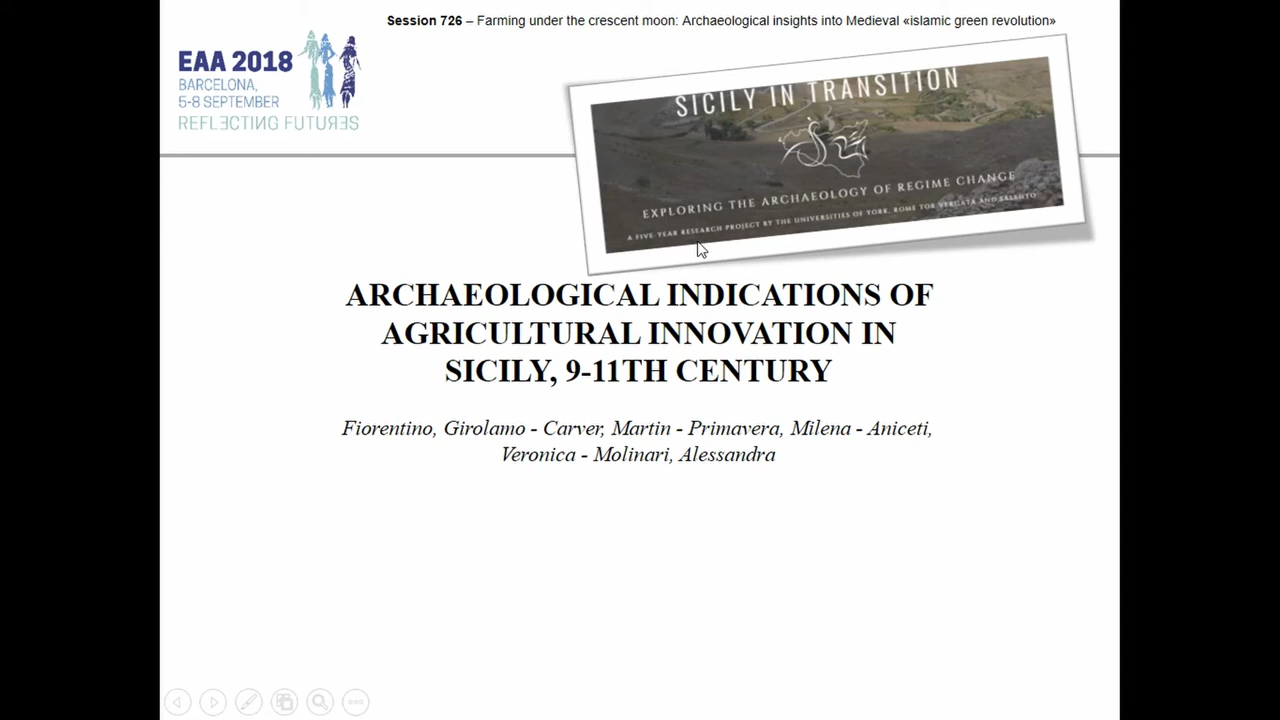 Session 726 – Farming under the crescent moon: Archaeological insights into Medieval «islamic green revolution»
EAA 2018
BARCELONA,
5-8 SEPTEMBER
REFLECTING FUTURES
SICILY IN TRANSITION
EXPLORING THE ARCHAEOLOGY OF REGIME CHANGE
A FIVE-YEAR RESEARCH PROJECT BY THE UNIVERSITIES OF YORK, ROME TOR VERGATA AND SALENTO
ARCHAEOLOGICAL INDICATIONS OF
AGRICULTURAL INNOVATION IN
SICILY, 9-11TH CENTURY
Fiorentino, Girolamo - Carver, Martin - Primavera, Milena - Aniceti,
Veronica - Molinari, Alessandra